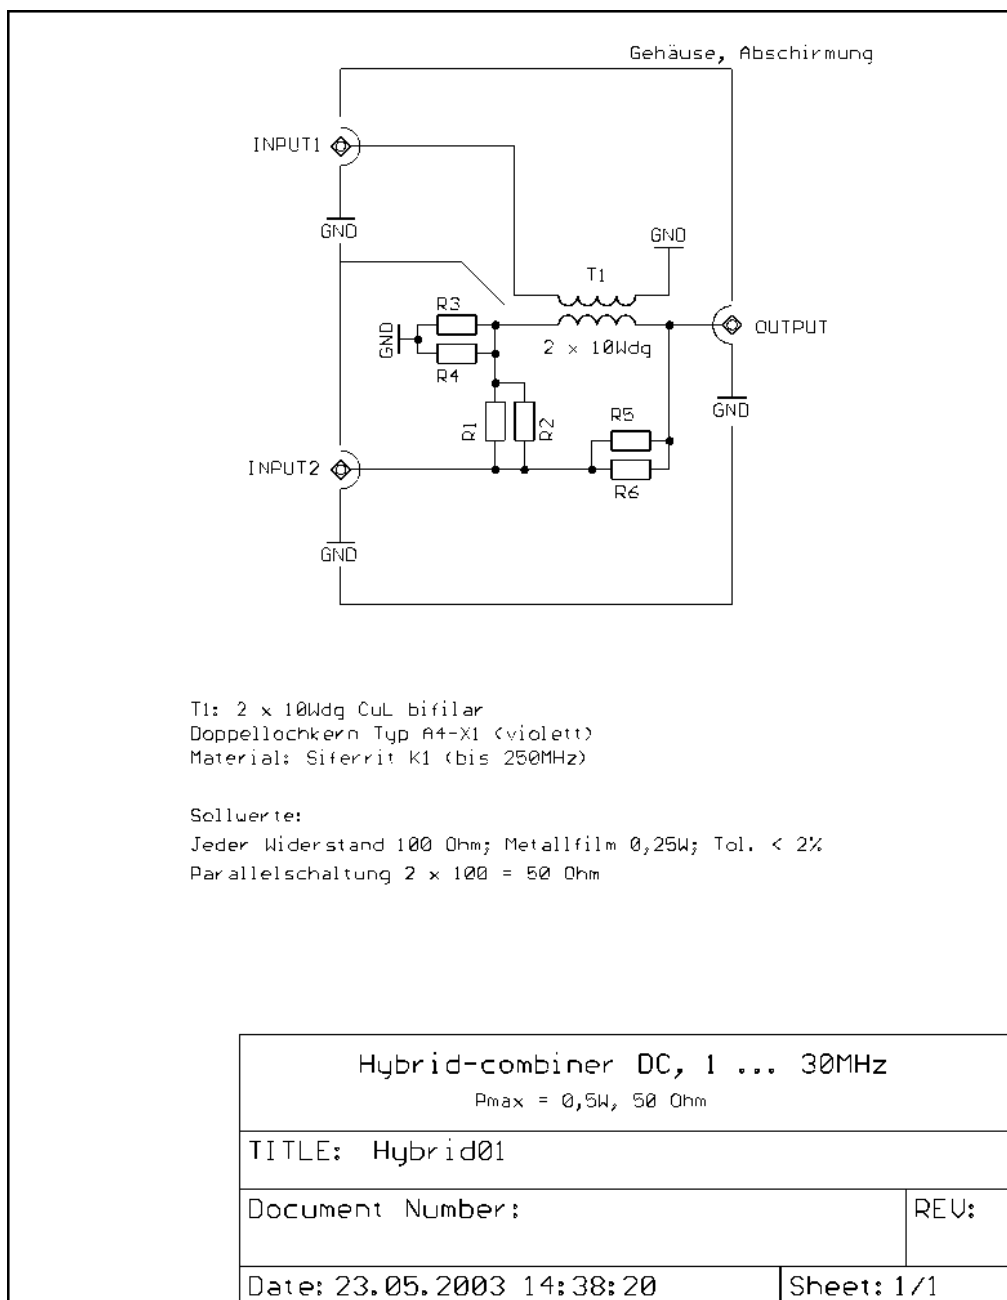 Gehäuse, Abschirmung
INPUT1
GND
GND
T1
R3
GND
OUTPUT
2 x 10Wdg
R4
GND
R1
R2
R5
INPUT2
R6
GND
T1: 2 x 10Wdg CuL bifilar
Doppellochkern Typ A4-X1 (violett)
Material: Siferrit K1 (bis 250MHz)
Sollwerte:
Jeder Widerstand 100 Ohm; Metallfilm 0,25W; Tol. < 2%
Parallelschaltung 2 x 100 = 50 Ohm
Hybrid-combiner DC, 1 ... 30MHz
Pmax = 0,5W, 50 Ohm
TITLE: Hybrid01
Document Number:
REV:
Date: 23.05.2003 14:38:20
Sheet: 1/1